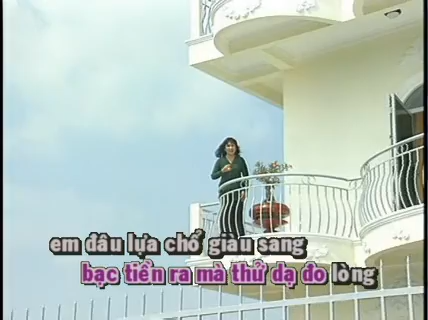 em đâu lựa chổ giàu sang
bạc tiền ra mà thử dạ đo lòng